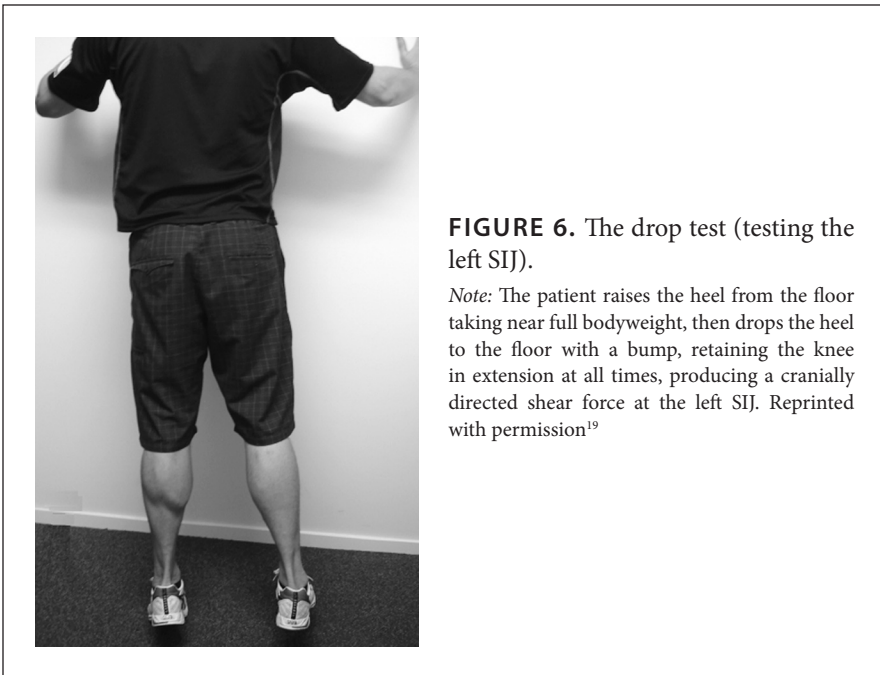 FIGURE 6. The drop test (testing the
left SIJ).
Note: The patient raises the heel from the floor
taking near full bodyweight, then drops the heel
to the floor with a bump, retaining the knee
in extension at all times, producing a cranially
directed shear force at the left SIJ. Reprinted
with permission19